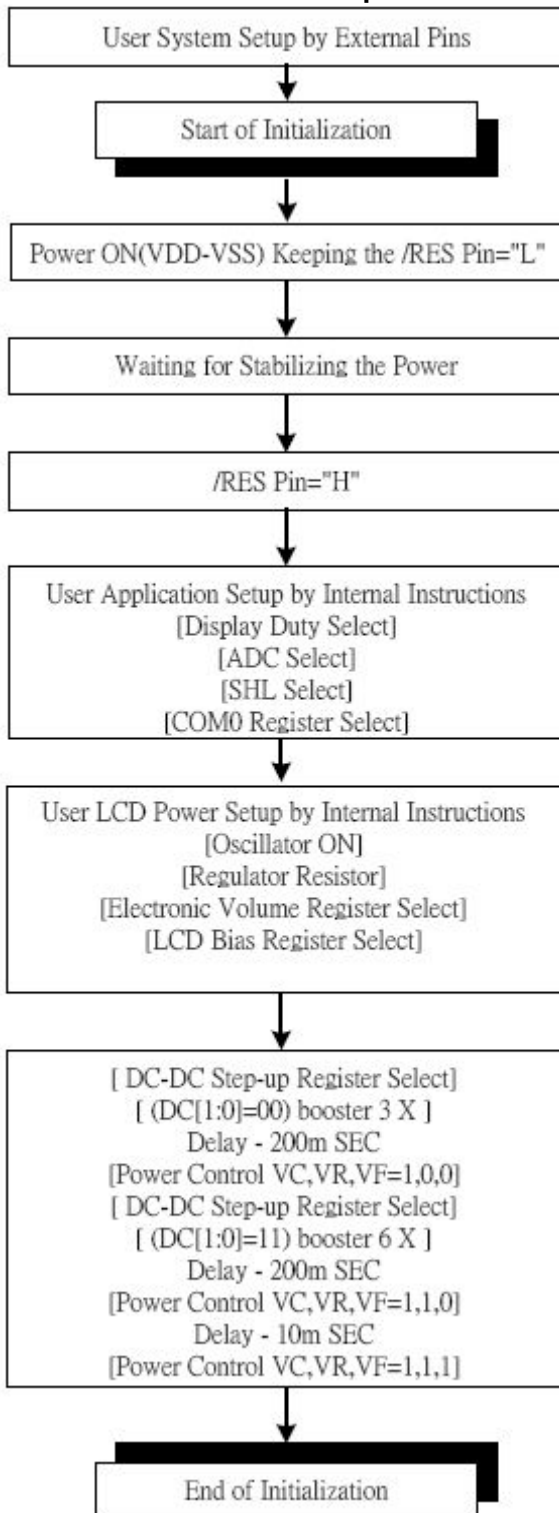 User System Setup by External Pins
Start of Initialization
Power ON(VDD-VSS) Keeping the /RES Pin="L"
Waiting for Stabilizing the Power
/RES Pin="H"
User Application Setup by Internal Instructions
[Display Duty Select]
[ADC Select]
[SHL Select]
[COM0 Register Select]
User LCD Power Setup by Internal Instructions
[Oscillator ON]
[Regulator Resistor]
[Electronic Volume Register Select]
[LCD Bias Register Select]
[ DC-DC Step-up Register Select]
[ (DC[1:0]=00) booster 3 X ]
Delay - 200m SEC
[Power Control VC,VR,VF=1,0,0]
[ DC-DC Step-up Register Select]
[ (DC[1:0]=11) booster 6 X ]
Delay - 200m SEC
[Power Control VC,VR,VF=1,1,0]
Delay - 10m SEC
[Power Control VC,VR,VF=1,1,1]
End of Initialization